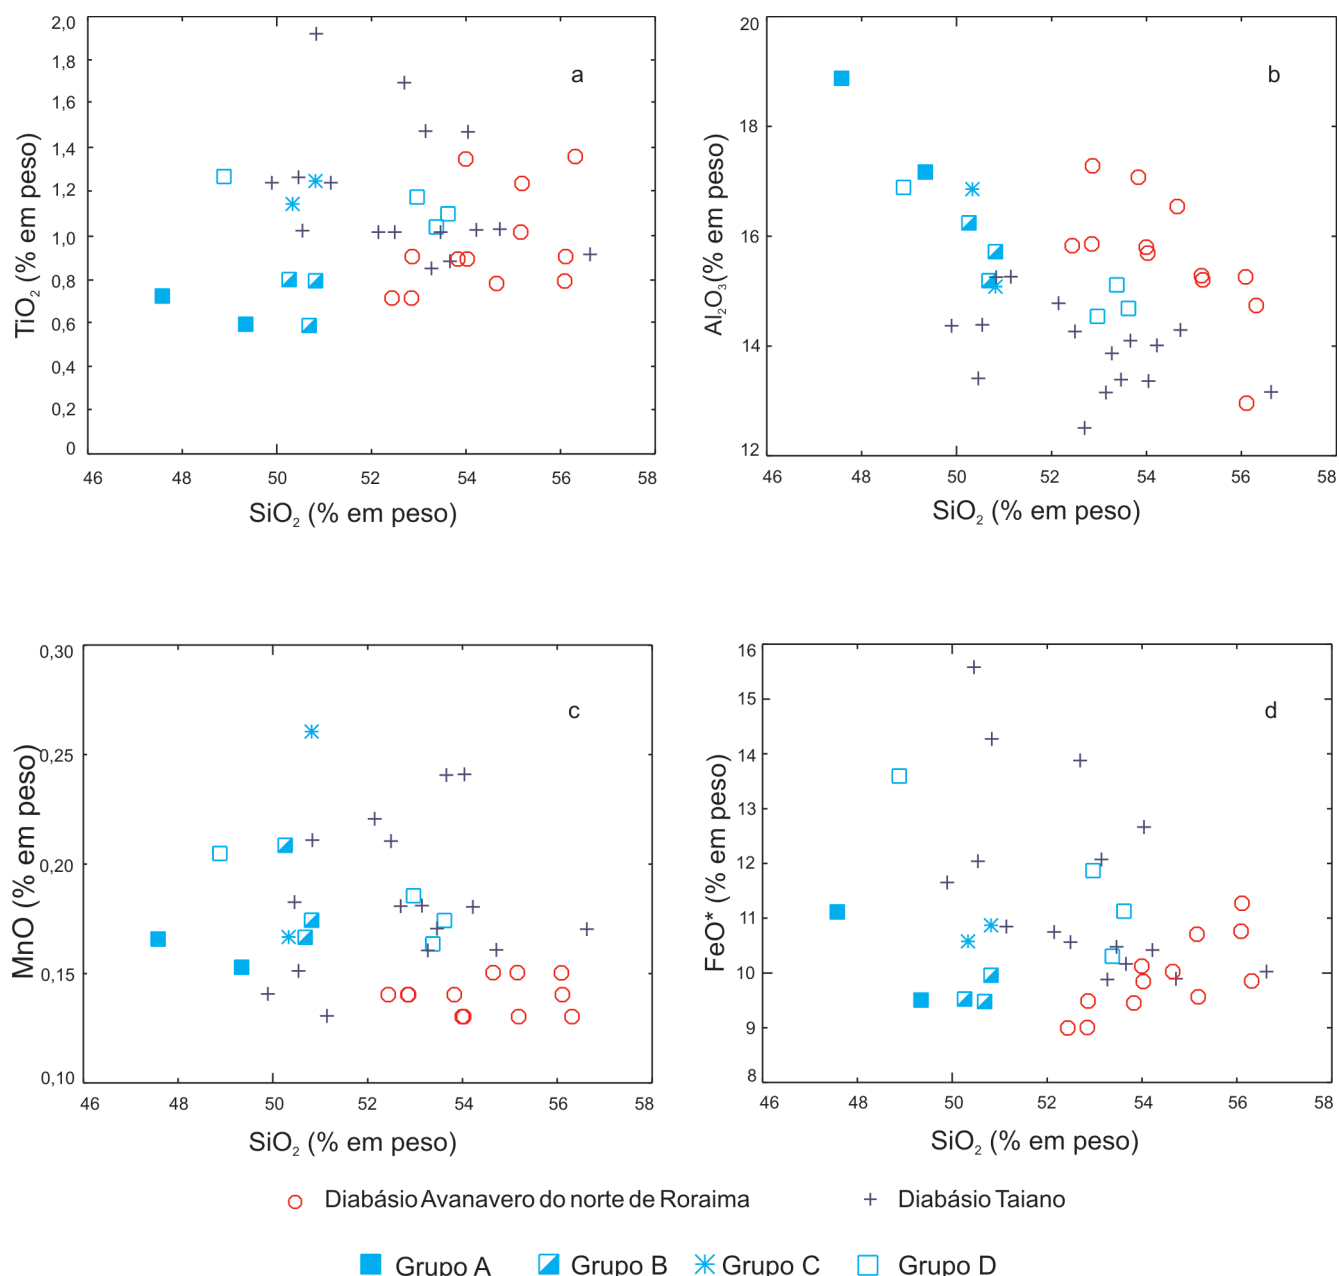 2,0
1,8
1,6
1,4
1,2
1,0
0,8
0,6
0,4
0,2
0
TiO2 (% em peso)
a
46 48 50 52 54 56 58
SiO2 (% em peso)
20
18
16
14
12
Al2O3(% em peso)
b
46 48 50 52 54 56 58
SiO2 (% em peso)
0,30
0,25
0,20
0,15
0,10
MnO (% em peso)
c
46 48 50 52 54 56 58
SiO2 (% em peso)
16
15
14
13
12
11
10
9
8
FeO* (% em peso)
d
46 48 50 52 54 56 58
SiO2 (% em peso)
Diabásio Avanavero do norte de Roraima Diabásio Taiano
Grupo A Grupo B Grupo C Grupo D